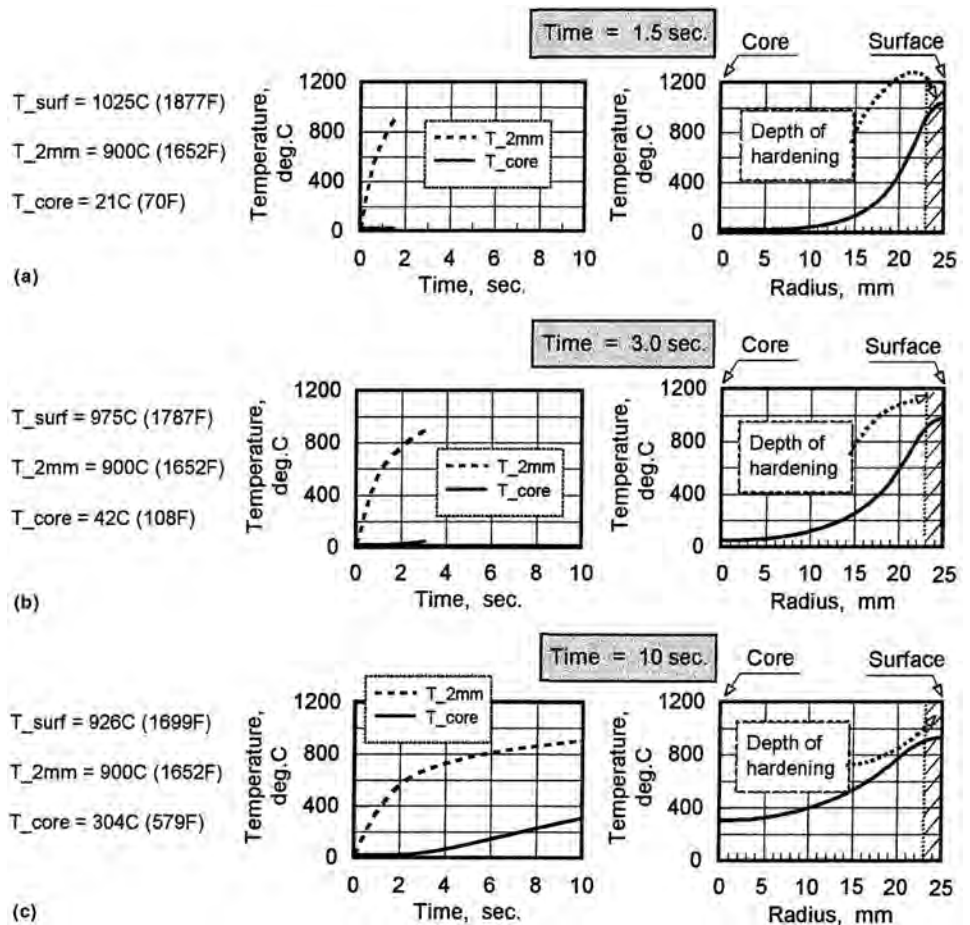 Time = 1.5 sec.
Core Surface
T_surf = 1025C (1877F)
T_2mm = 900C (1652F)
T_core = 21C (70F)
(a)
Temperature,
deg.C
1200
800
400
0
T_2mm
T_core
0 2 4 6 8 10
Time, sec.
Temperature,
deg.C
1200
800
400
0
Depth of
hardening
0 5 10 15 20 25
Radius, mm
Time = 3.0 sec.
Core Surface
T_surf = 975C (1787F)
T_2mm = 900C (1652F)
T_core = 42C (108F)
(b)
Temperature,
deg.C
1200
800
400
0
T_2mm
T_core
0 2 4 6 8 10
Time, sec.
Temperature,
deg.C
1200
800
400
0
Depth of
hardening
0 5 10 15 20 25
Radius, mm
Time = 10 sec.
Core Surface
T_surf = 926C (1699F)
T_2mm = 900C (1652F)
T_core = 304C (579F)
(c)
Temperature,
deg.C
1200
800
400
0
T_2mm
T_core
0 2 4 6 8 10
Time, sec.
Temperature,
deg.C
1200
800
400
0
Depth of
hardening
0 5 10 15 20 25
Radius, mm